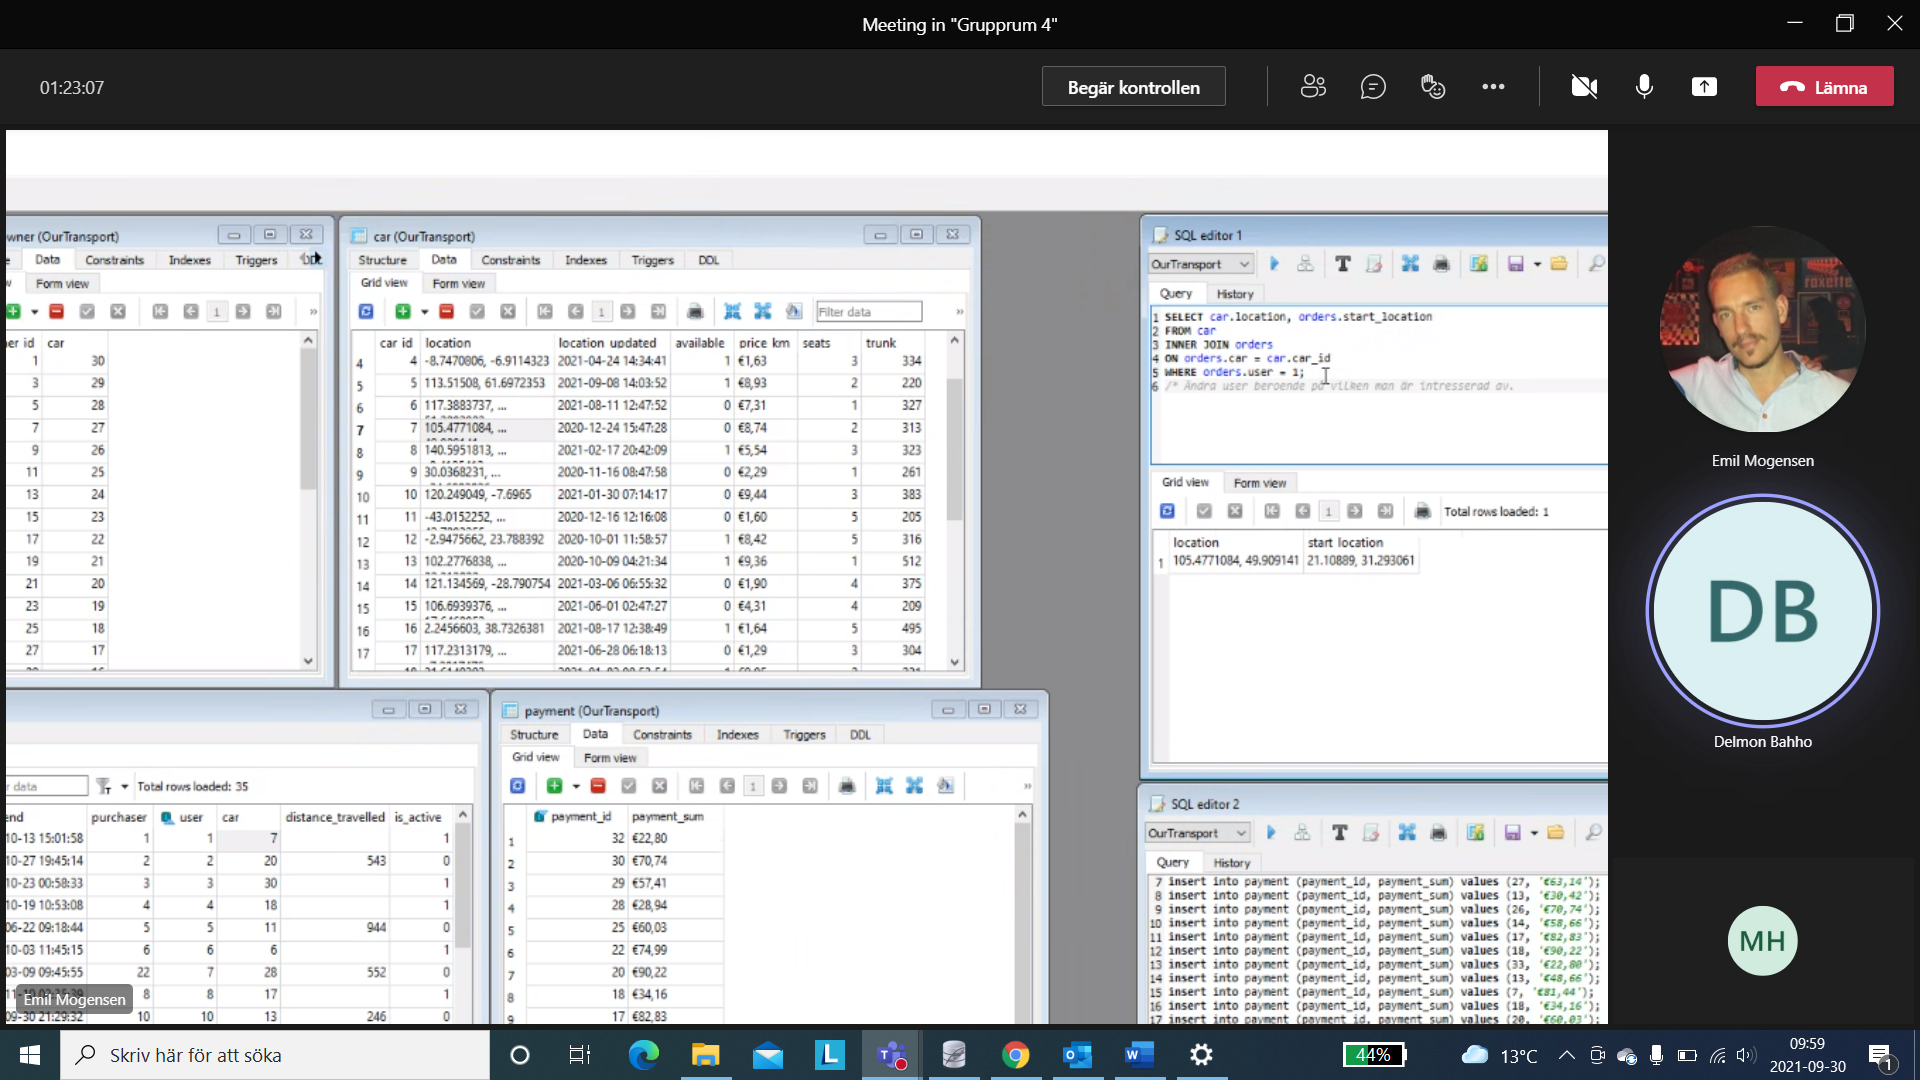 Meeting in "Grupprum 4"
01:23:07
Begär kontrollen
Lämna
wner (OurTransport)
Data Constraints Indexes Triggers DDL
Form view
1
er id car
1 30
3 29
5 28
7 27
9 26
11 25
13 24
15 23
17 22
19 21
21 20
23 19
25 18
27 17
car (OurTransport)
Structure Data Constraints Indexes Triggers DDL
Grid view Form view
1 Filter data
car id location location updated available price km seats trunk
4 4 -8.7470806, -6.9114323 2021-04-24 14:34:41 1 €1,63 3 334
5 5 113.51508, 61.6972353 2021-09-08 14:03:52 1 €8,93 2 220
6 6 117.3883737, ... 2021-08-11 12:47:52 0 €7,31 1 327
7 7 105.4771084, ... 2020-12-24 15:47:28 0 €8,74 2 313
8 8 140.5951813, ... 2021-02-17 20:42:09 1 €5,54 3 323
9 9 30.0368231, ... 2020-11-16 08:47:58 0 €2,29 1 261
10 10 120.249049, -7.6965 2021-01-30 07:14:17 0 €9,44 3 383
11 11 -43.0152252, ... 2020-12-16 12:16:08 0 €1,60 5 205
12 12 -2.9475662, 23.788392 2020-10-01 11:58:57 1 €8,42 5 316
13 13 102.2776838, ... 2020-10-09 04:21:34 1 €9,36 1 512
14 14 121.134569, -28.790754 2021-03-06 06:55:32 0 €1,90 4 375
15 15 106.6939376, ... 2021-06-01 02:47:27 0 €4,31 4 209
16 16 2.2456603, 38.7326381 2021-08-17 12:38:49 1 €1,64 5 495
17 17 117.2313179, ... 2021-06-28 06:18:13 0 €1,29 3 304
SQL editor 1
OurTransport
Query History
1 SELECT car.location, orders.start_location
2 FROM car
3 INNER JOIN orders
4 ON orders.car = car.car_id
5 WHERE orders.user = 1;
6 /* Ändra user beroende på vilken man är intresserad av.
Grid view Form view
1 Total rows loaded: 1
location start location
1 105.4771084, 49.909141 21.10889, 31.293061
r data Total rows loaded: 35
end purchaser user car distance_travelled is_active
10-13 15:01:58 1 1 7 1
10-27 19:45:14 2 2 20 543 0
10-23 00:58:33 3 3 30 1
10-19 10:53:08 4 4 18 1
06-22 09:18:44 5 5 11 944 0
10-03 11:45:15 6 6 6 1
03-09 09:45:55 22 7 28 552 0
8 8 17 1
09-30 21:29:32 10 10 13 246 0
Emil Mogensen
payment (OurTransport)
Structure Data Constraints Indexes Triggers DDL
Grid view Form view
1
payment_id payment_sum
1 32 €22,80
2 30 €70,74
3 29 €57,41
4 28 €28,94
5 25 €60,03
6 22 €74,99
7 20 €90,22
8 18 €34,16
9 17 €82,83
SQL editor 2
OurTransport
Query History
7 insert into payment (payment_id, payment_sum) values (27, '€63,14');
8 insert into payment (payment_id, payment_sum) values (13, '€30,42');
9 insert into payment (payment_id, payment_sum) values (26, '€70,74');
10 insert into payment (payment_id, payment_sum) values (14, '€58,66');
11 insert into payment (payment_id, payment_sum) values (17, '€82,83');
12 insert into payment (payment_id, payment_sum) values (18, '€90,22');
13 insert into payment (payment_id, payment_sum) values (33, '€22,80');
14 insert into payment (payment_id, payment_sum) values (13, '€48,66');
15 insert into payment (payment_id, payment_sum) values (7, '€81,44');
16 insert into payment (payment_id, payment_sum) values (18, '€34,16');
17 insert into payment (payment_id, payment_sum) values (20, '€60,03');
Emil Mogensen
DB
Delmon Bahho
MH
Skriv här för att söka
44%
13°C
09:59
2021-09-30
1